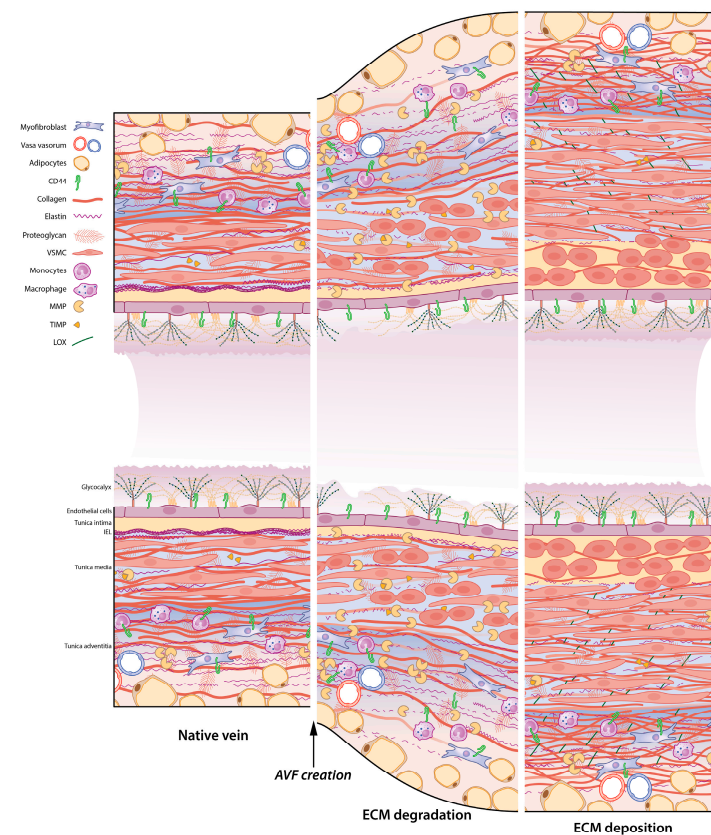 Myofibroblast
Vasa vasorum
Adipocytes
CD44
Collagen
Elastin
Proteoglycan
VSMC
Monocytes
Macrophage
MMP
TIMP
LOX
Glycocalyx
Endothelial cells
Tunica intima
IEL
Tunica media
Tunica adventitia
Native vein
AVF creation
ECM degradation
ECM deposition